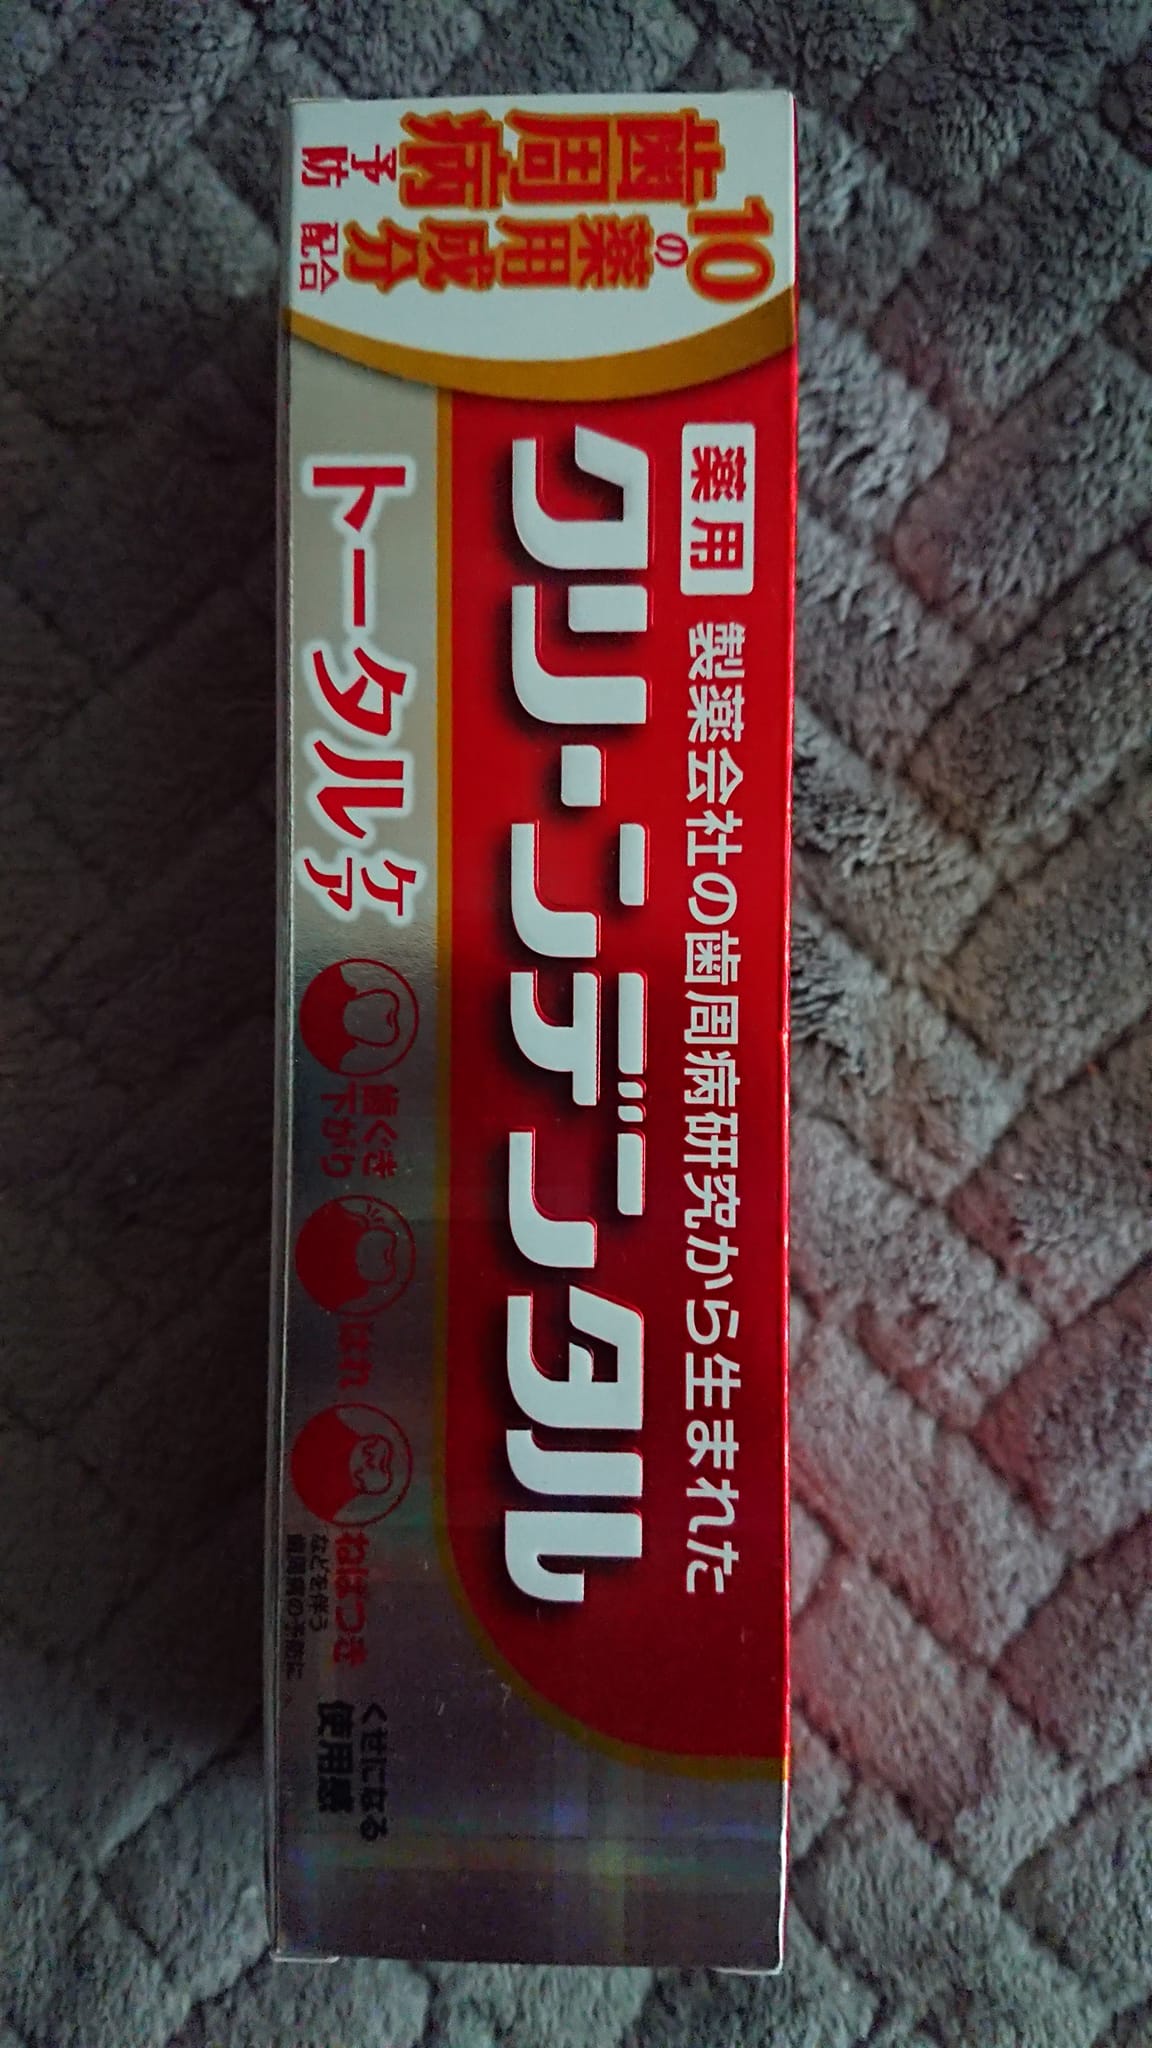 歯周病予防
10の薬用成分配合
薬用 製薬会社の歯周病研究から生まれた
クリーンデンタル
トータルケア
歯ぐき下がり
はれ
ねばつき
などを伴う
歯周病の予防に
くせになる
使用感